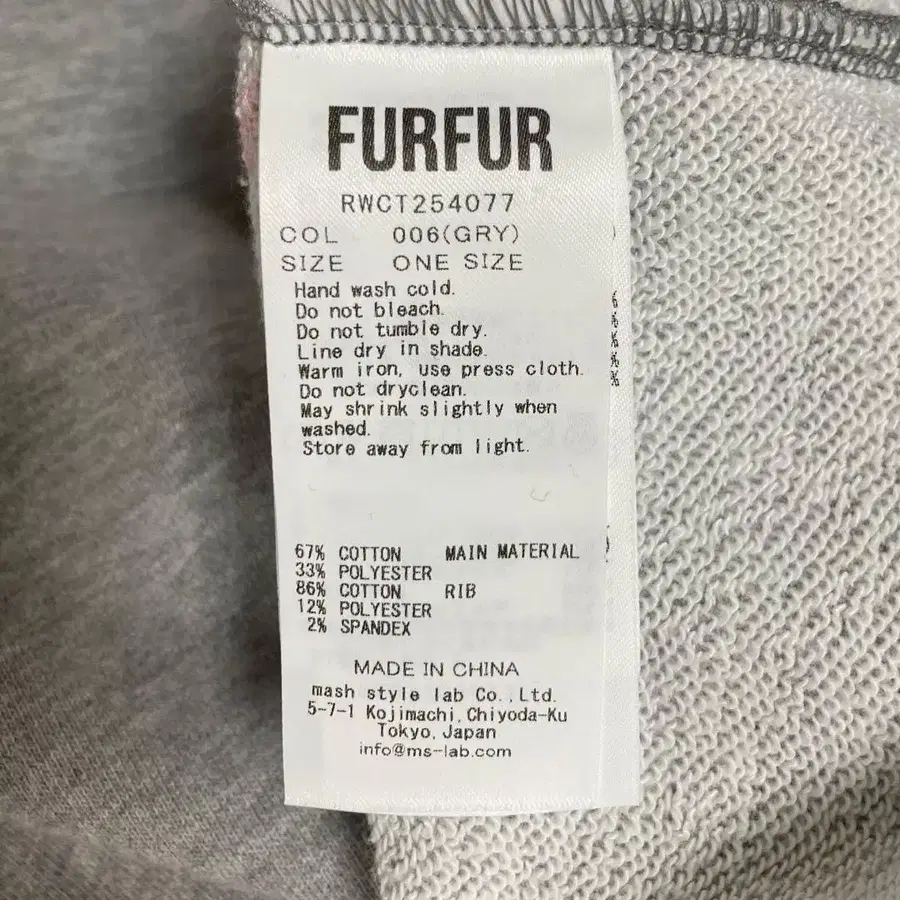 FURFUR
RWCT254077
COL 006(GRY)
SIZE ONE SIZE
Hand wash cold.
Do not bleach.
Do not tumble dry.
Line dry in shade.
Warm iron, use press cloth.
Do not dryclean.
May shrink slightly when
washed.
Store away from light.
67% COTTON MAIN MATERIAL
33% POLYESTER
86% COTTON RIB
12% POLYESTER
2% SPANDEX
MADE IN CHINA
mash style lab Co.,Ltd.
5-7-1 Kojimachi,Chiyoda-Ku
Tokyo,Japan
info@ms-lab.com